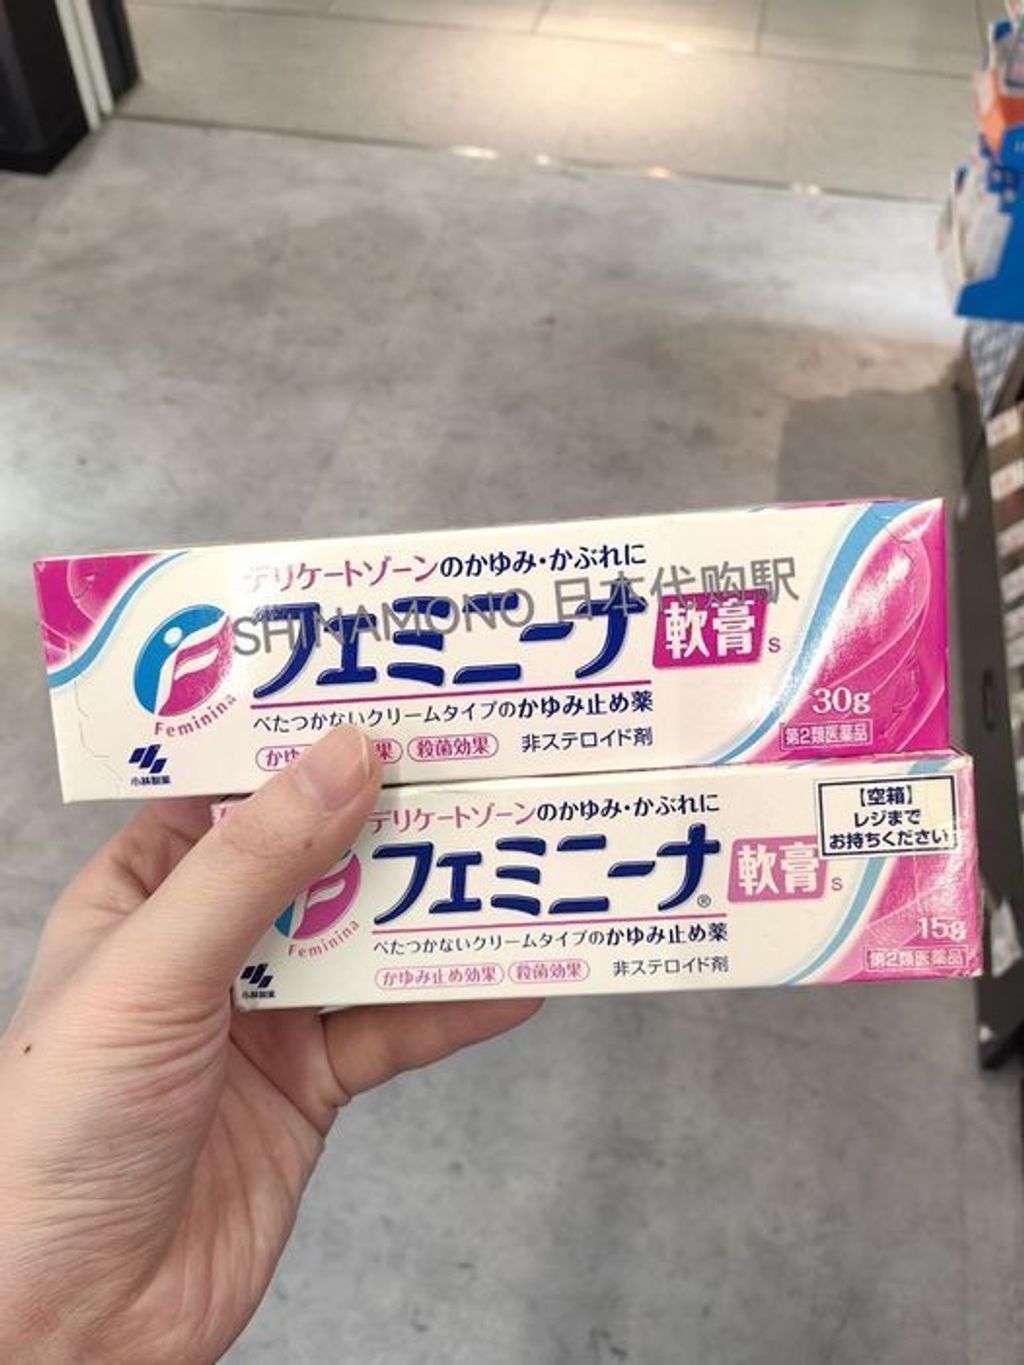 デリケートゾーンのかゆみ・かぶれに
SHINAMONO 日本代购駅
フェミニーナ 軟膏 s
Feminina
べたつかないクリームタイプのかゆみ止め薬
かゆ 果 殺菌効果 非ステロイド剤
30g
第2類医薬品
小林製薬
デリケートゾーンのかゆみ・かぶれに
フェミニーナ® 軟膏 s
Feminina
べたつかないクリームタイプのかゆみ止め薬
かゆみ止め効果 殺菌効果 非ステロイド剤
【空箱】
レジまで
お持ちください
15g
第2類医薬品
小林製薬